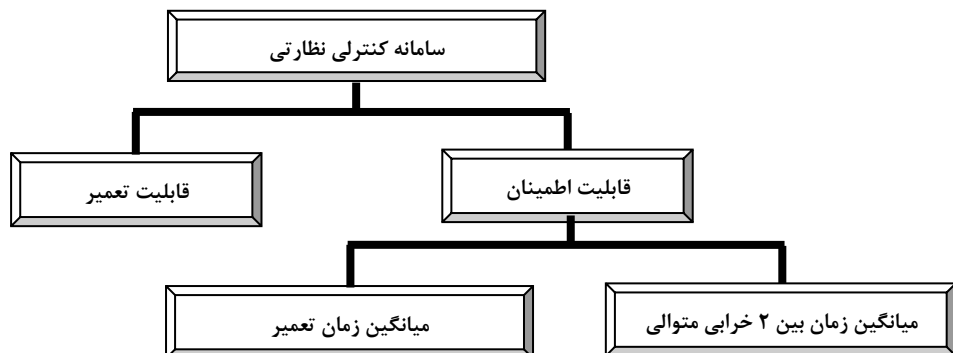 سامانه کنترلی نظارتی
قابلیت اطمینان
قابلیت تعمیر
میانگین زمان بین ۲ خرابی متوالی
میانگین زمان تعمیر